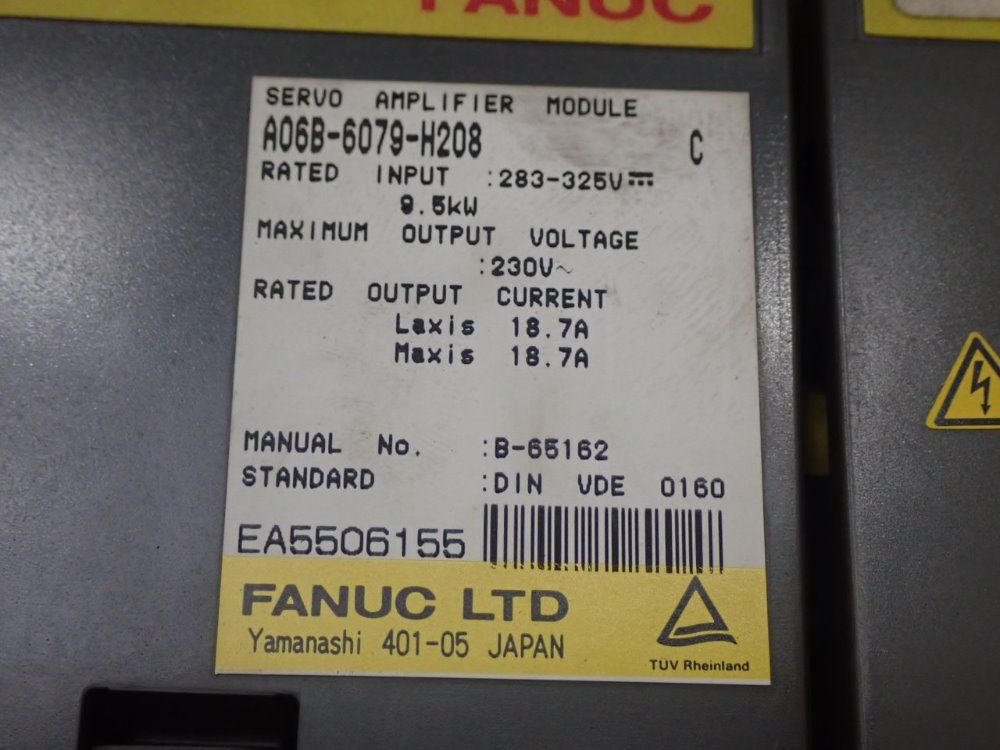 FANUC
SERVO AMPLIFIER MODULE
A06B-6079-H208 C
RATED INPUT :283-325V⎓
9.5kW
MAXIMUM OUTPUT VOLTAGE
:230V~
RATED OUTPUT CURRENT
Laxis 18.7A
Maxis 18.7A
MANUAL No. :B-65162
STANDARD :DIN VDE 0160
EA5506155
FANUC LTD
Yamanashi 401-05 JAPAN
TÜV Rheinland